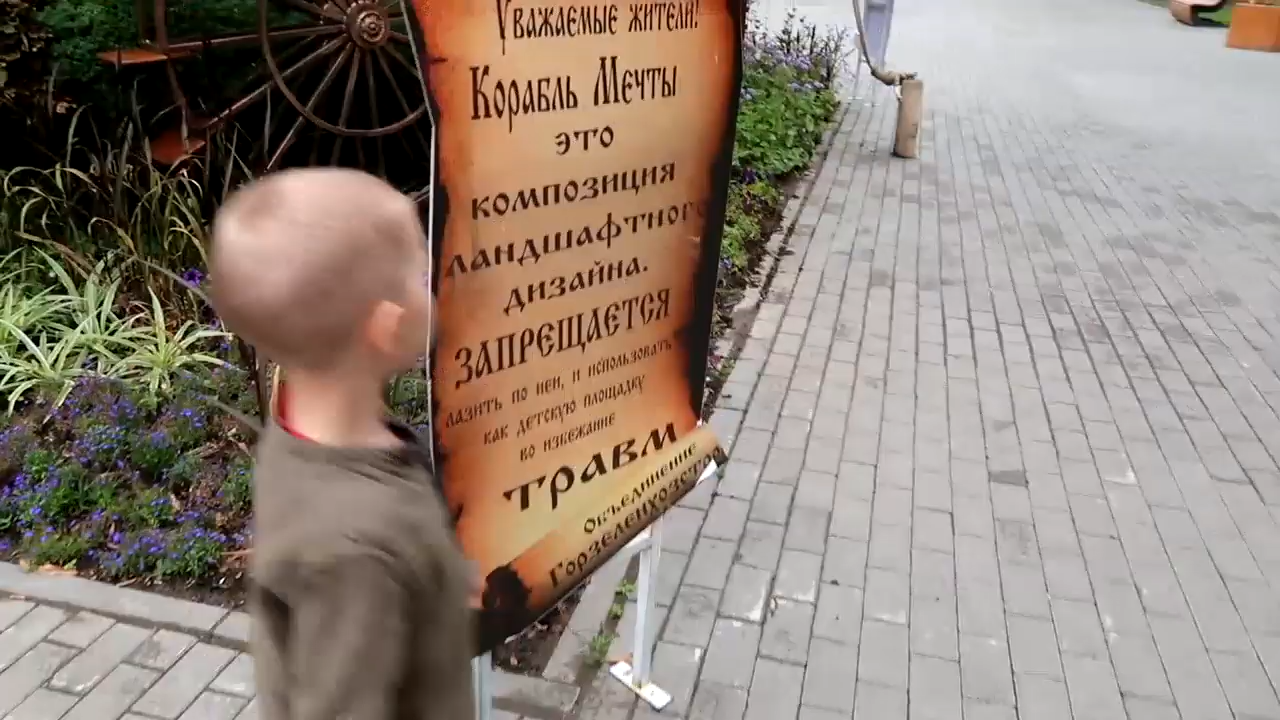 Уважаемые жители!
Корабль Мечты
это
композиция
ландшафтного
дизайна.
ЗАПРЕЩАЕТСЯ
лазить по ней, и использовать
как детскую площадку
во избежание
ТРАВМ
Объединение